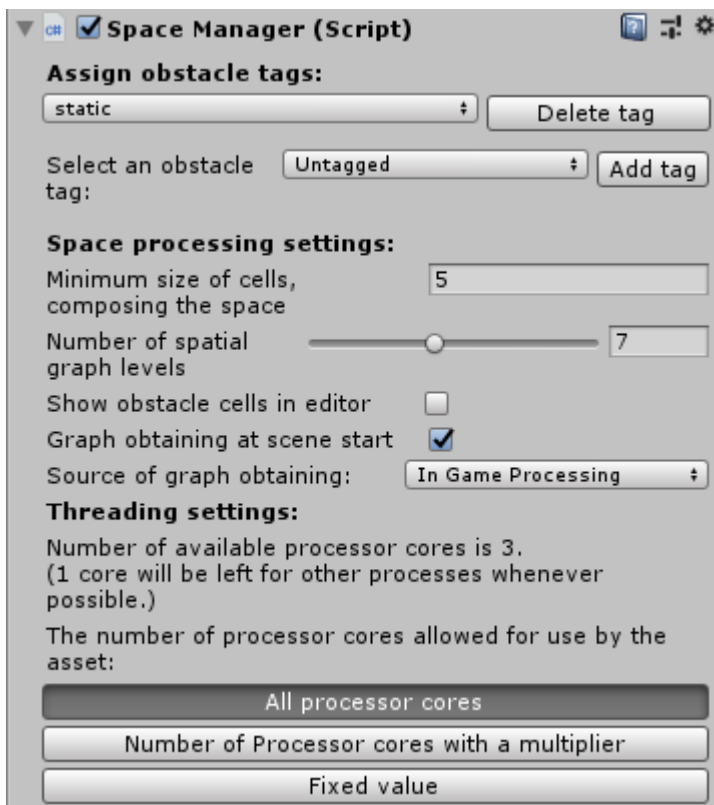 Space Manager (Script)
Assign obstacle tags:
static
Delete tag
Select an obstacle
tag:
Untagged
Add tag
Space processing settings:
Minimum size of cells,
composing the space
5
Number of spatial
graph levels
7
Show obstacle cells in editor
Graph obtaining at scene start
Source of graph obtaining:
In Game Processing
Threading settings:
Number of available processor cores is 3.
(1 core will be left for other processes whenever
possible.)
The number of processor cores allowed for use by the
asset:
All processor cores
Number of Processor cores with a multiplier
Fixed value